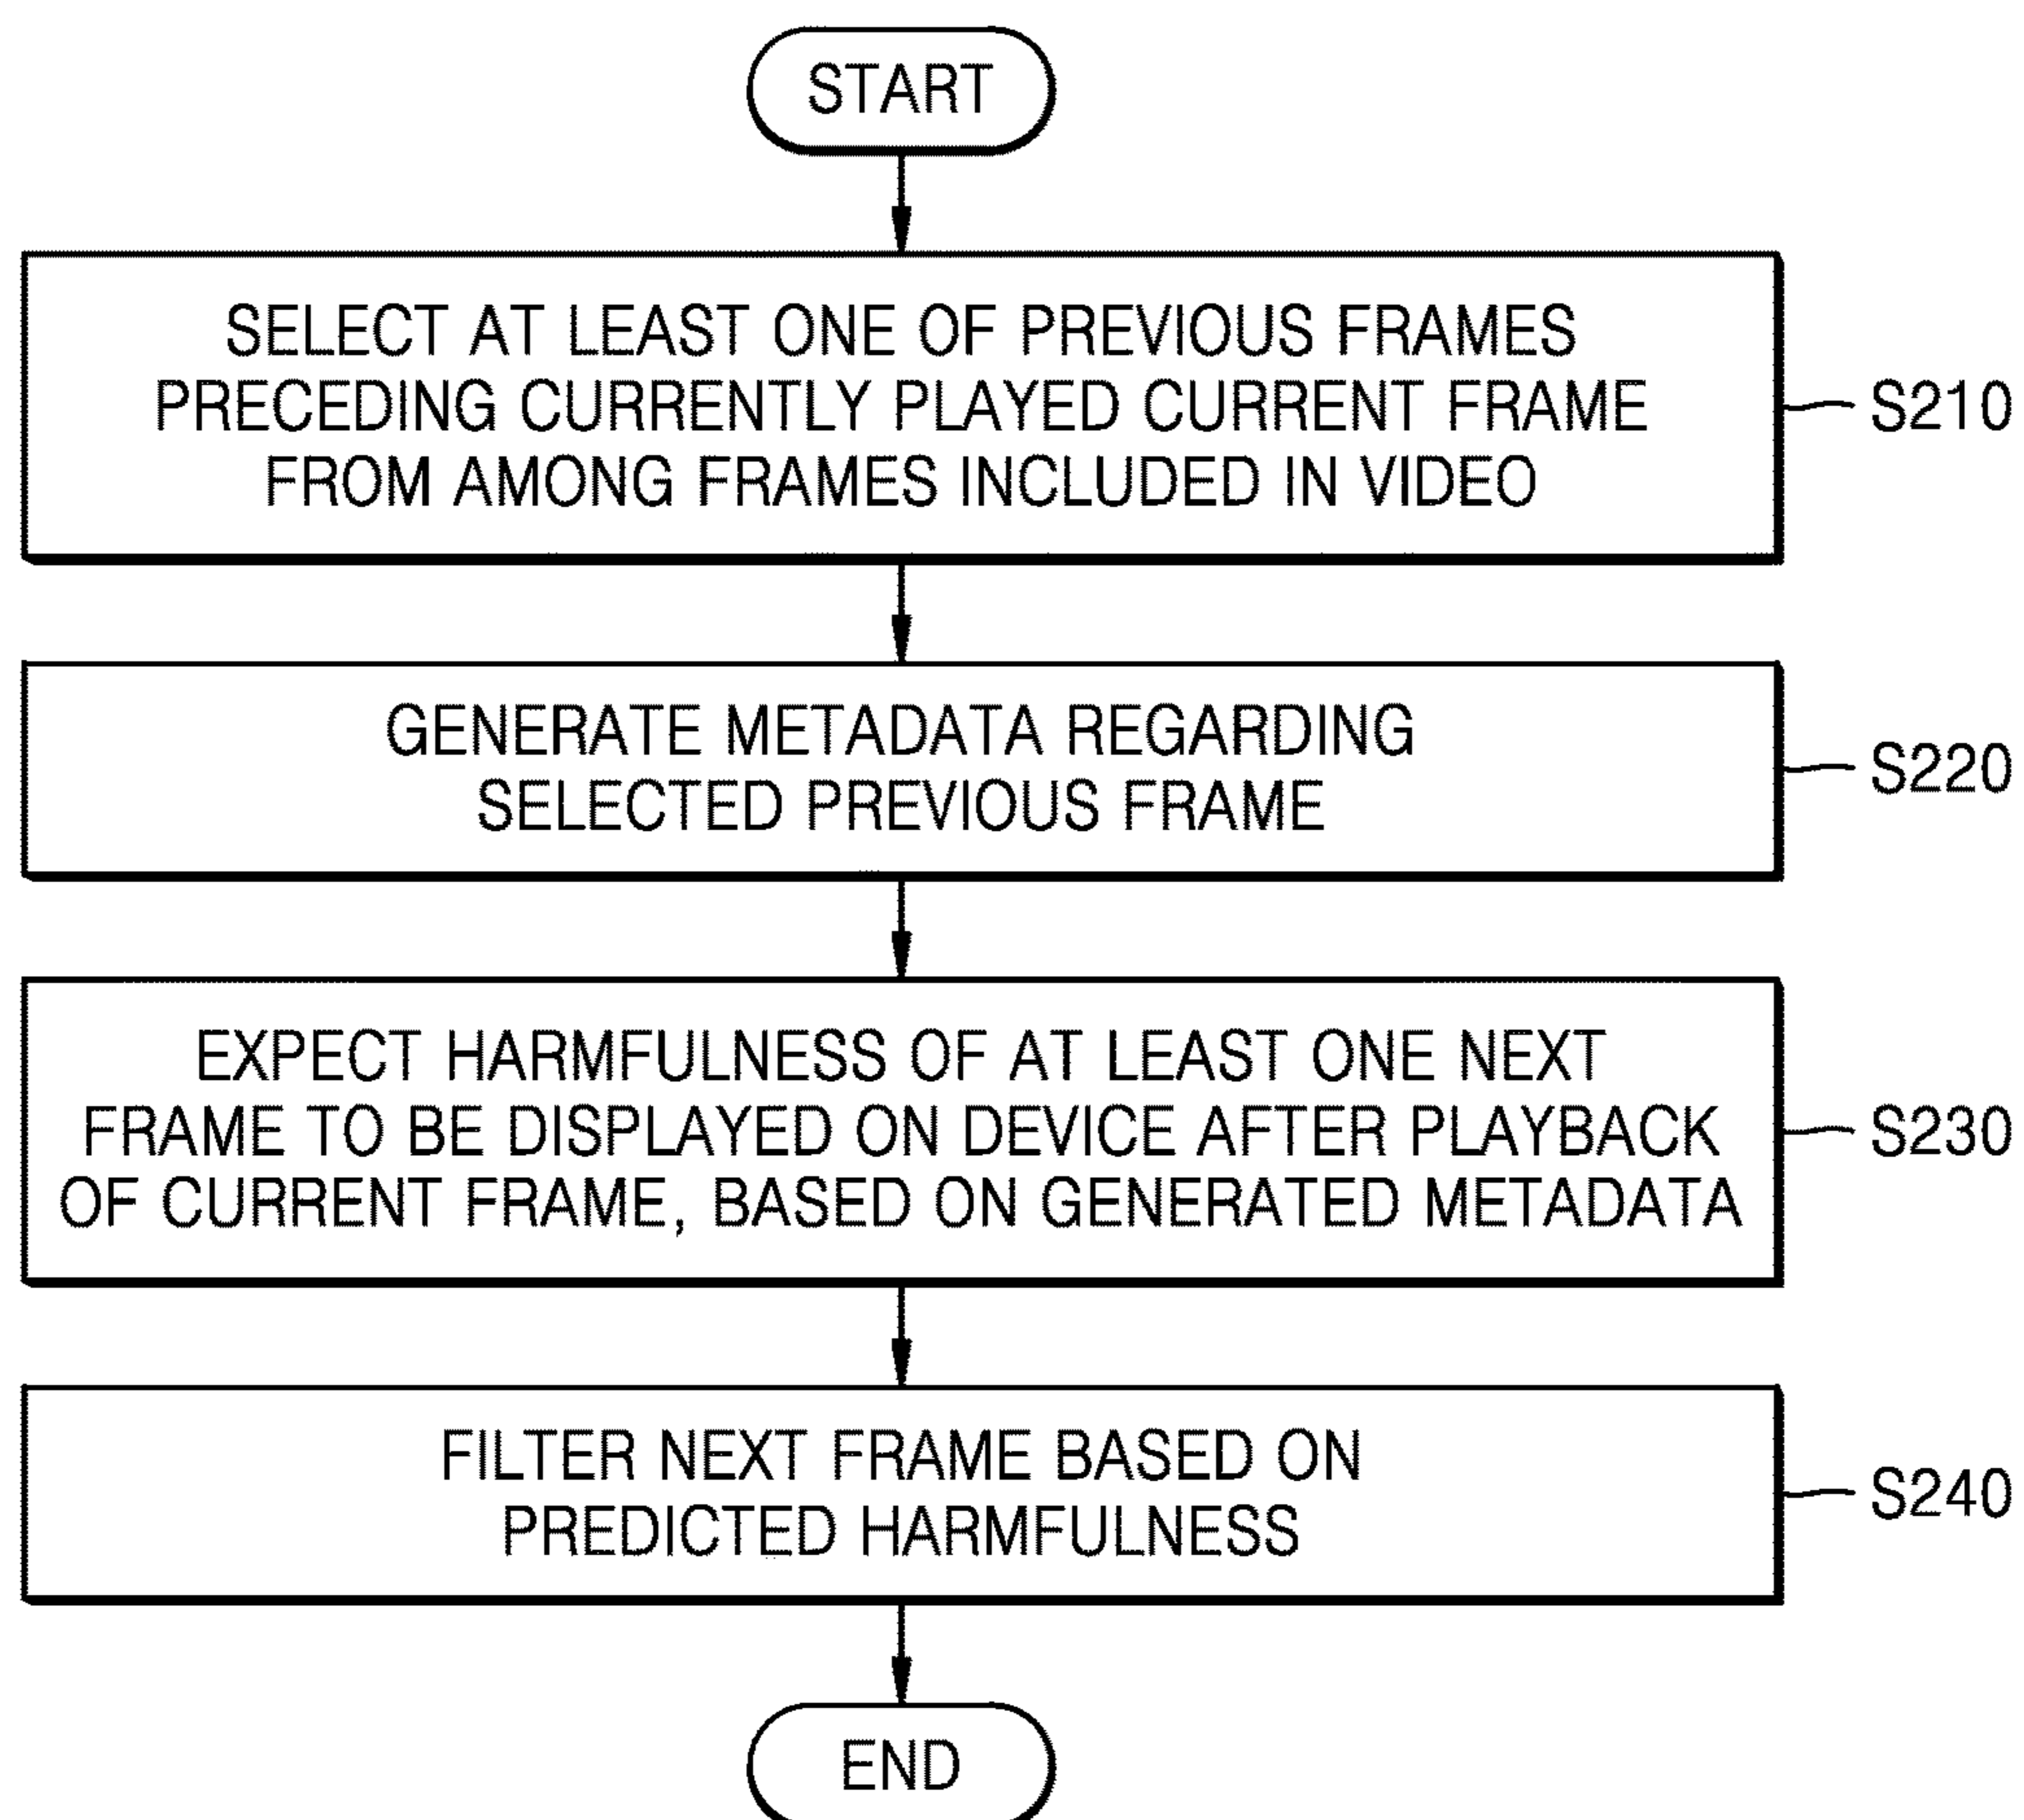 START
SELECT AT LEAST ONE OF PREVIOUS FRAMES
PRECEDING CURRENTLY PLAYED CURRENT FRAME
FROM AMONG FRAMES INCLUDED IN VIDEO
S210
GENERATE METADATA REGARDING
SELECTED PREVIOUS FRAME
S220
EXPECT HARMFULNESS OF AT LEAST ONE NEXT
FRAME TO BE DISPLAYED ON DEVICE AFTER PLAYBACK
OF CURRENT FRAME, BASED ON GENERATED METADATA
S230
FILTER NEXT FRAME BASED ON
PREDICTED HARMFULNESS
S240
END